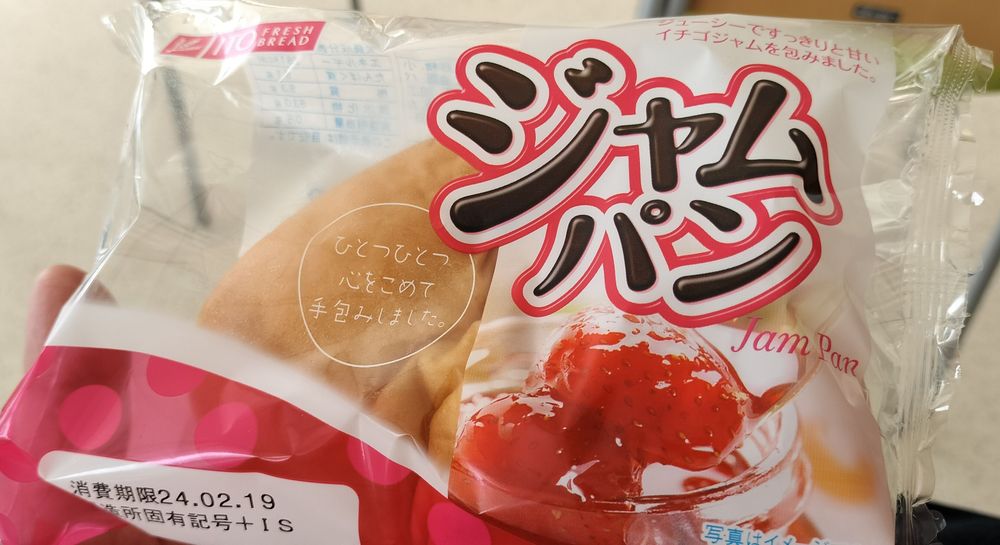 ITO FRESH BREAD
ジューシーですっきりと甘い
イチゴジャムを包みました。
ジャム
パン
Jam Pan
ひとつひとつ
心をこめて
手包みしました。
消費期限24.02.19
造所固有記号+IS
写真はイメージ